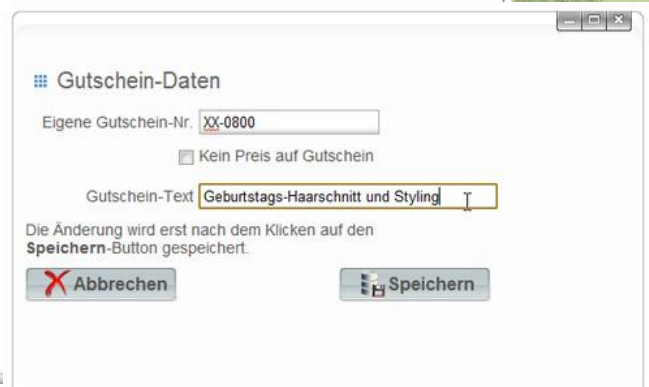 Gutschein-Daten
Eigene Gutschein-Nr. XX-0800
Kein Preis auf Gutschein
Gutschein-Text Geburtstags-Haarschnitt und Styling
Die Änderung wird erst nach dem Klicken auf den
Speichern-Button gespeichert.
Abbrechen Speichern